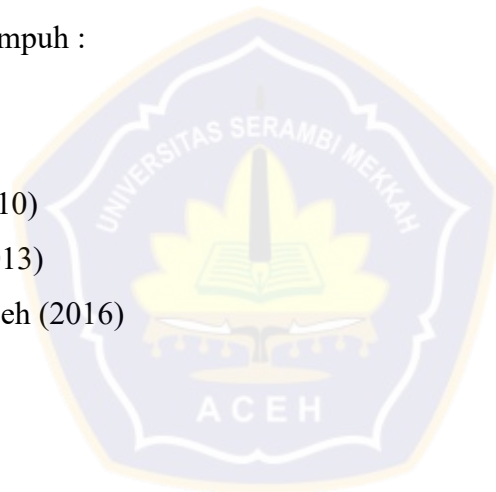 mpuh :
UNIVERSITAS SERAMBI MEKKAH
10)
13)
eh (2016)
ACEH